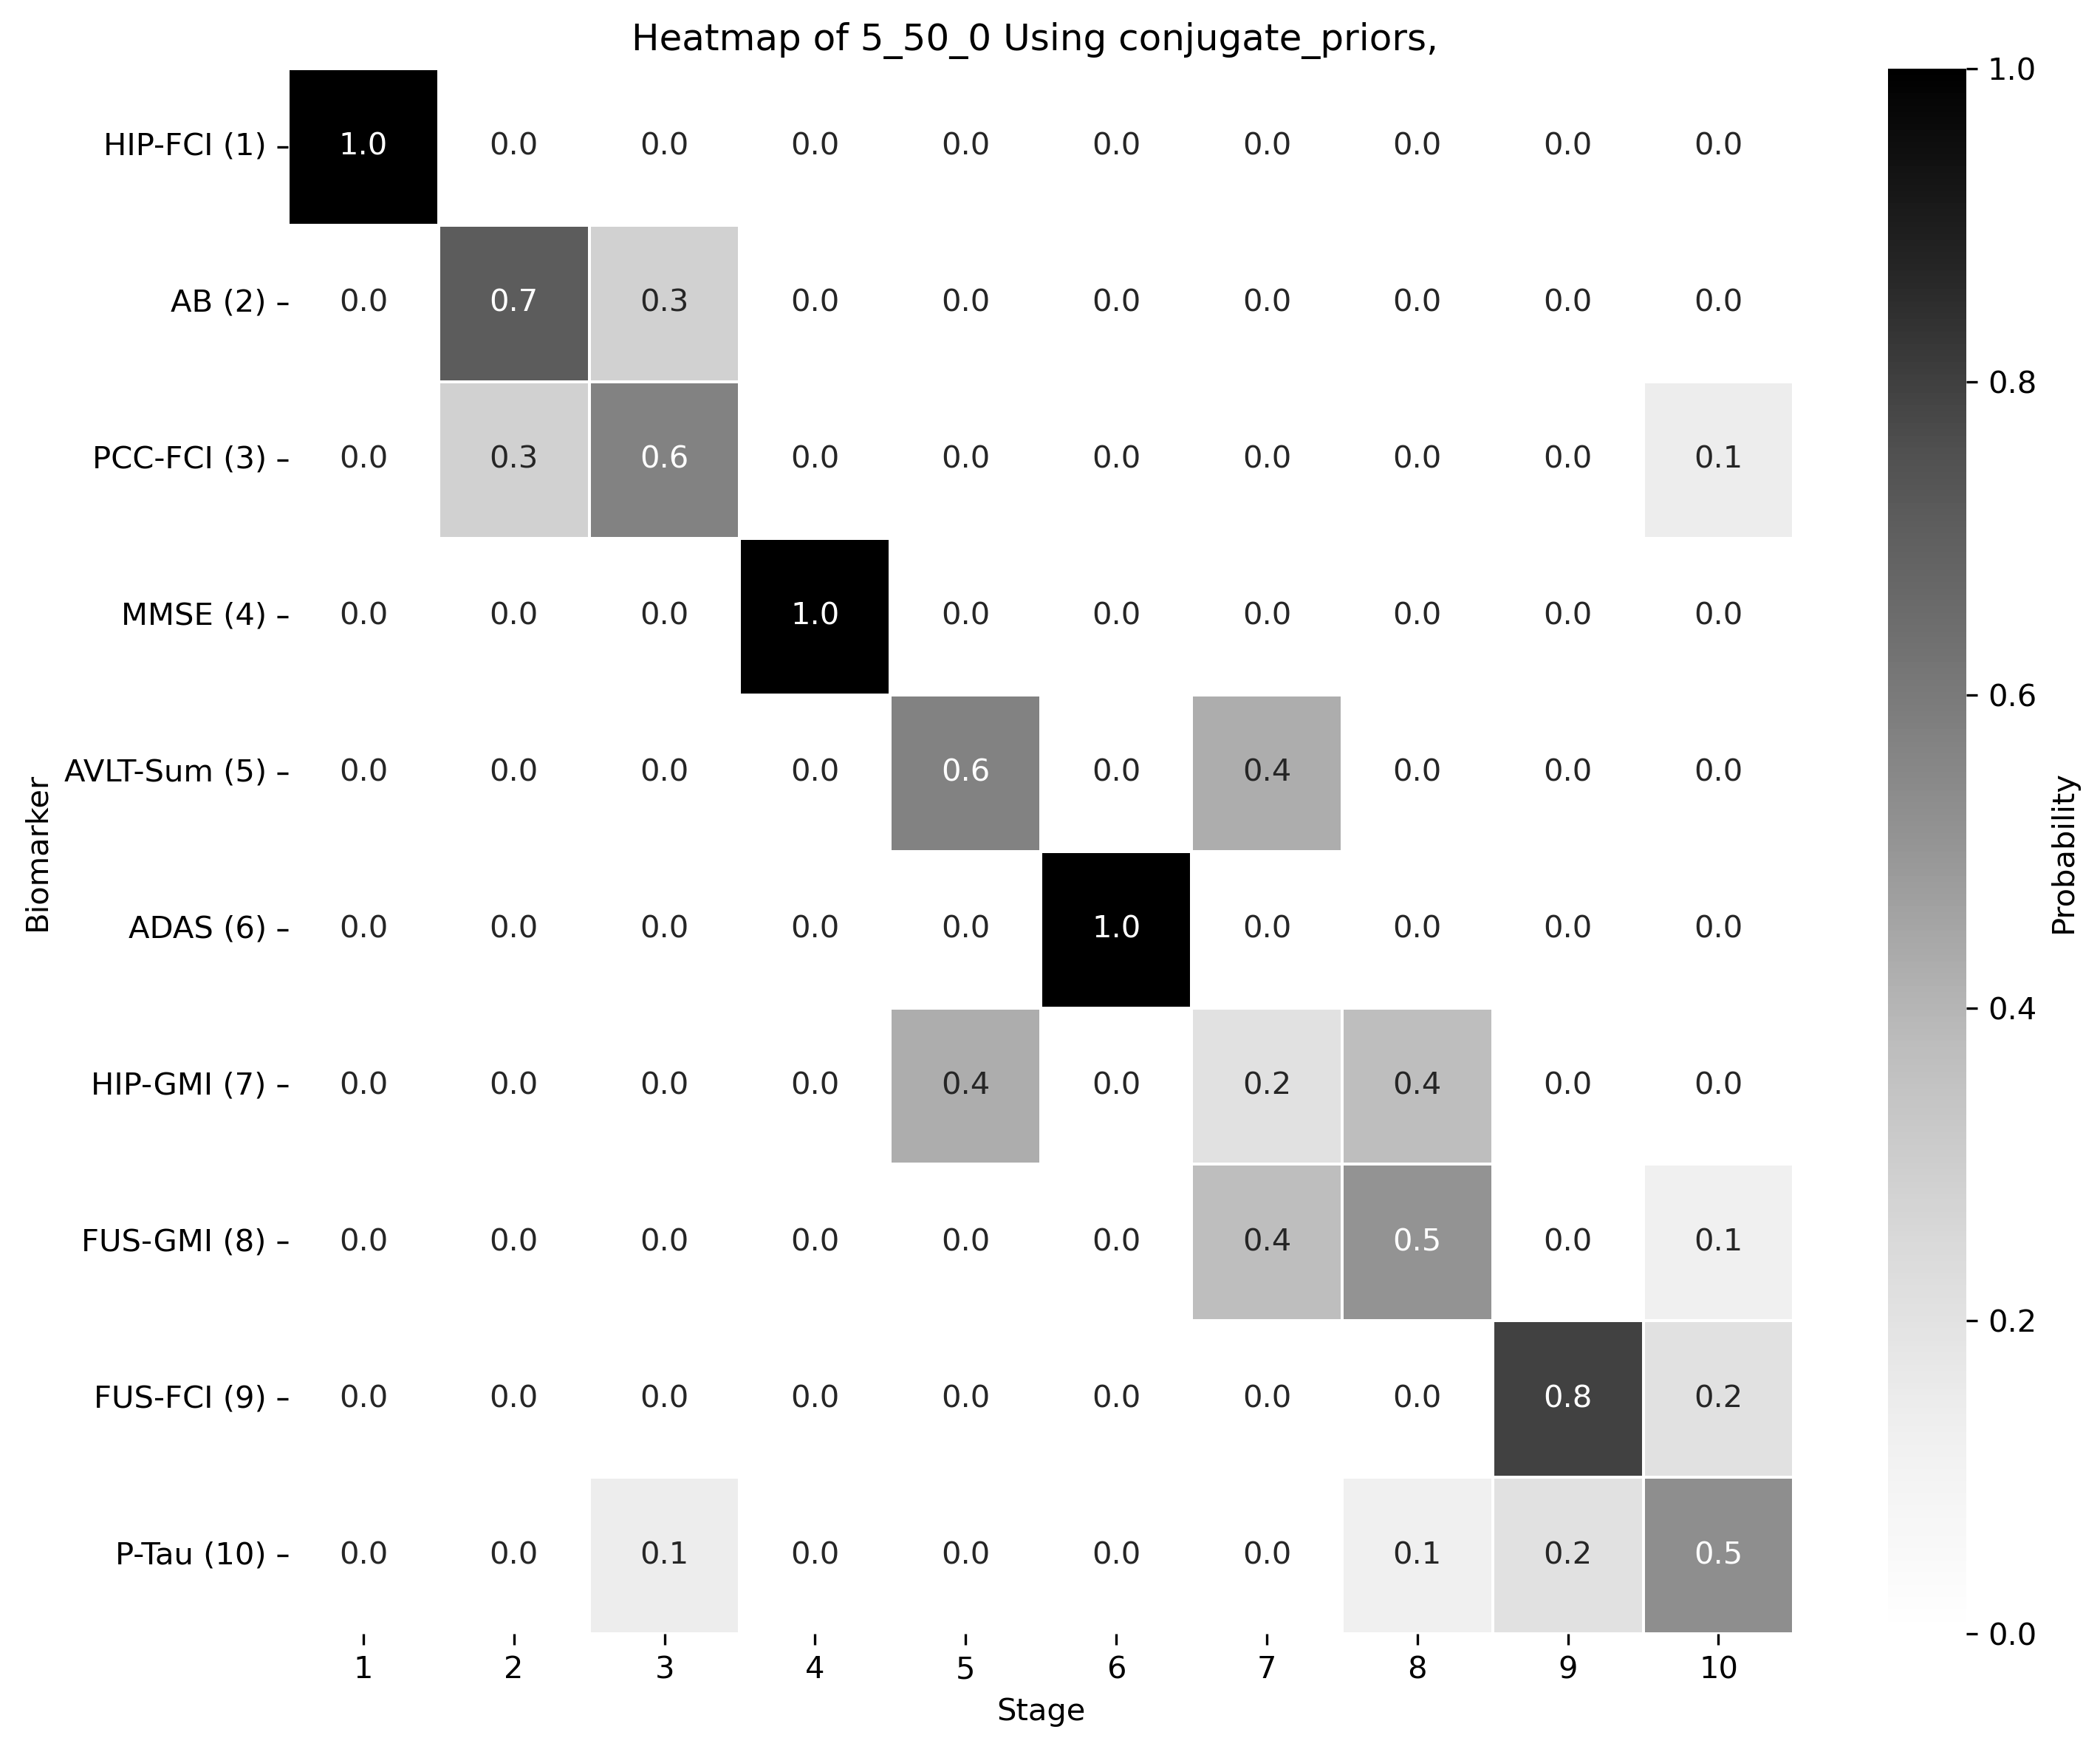 Heatmap of 5_50_0 Using conjugate_priors,
HIP-FCI (1) 1.0 0.0 0.0 0.0 0.0 0.0 0.0 0.0 0.0 0.0
AB (2) 0.0 0.7 0.3 0.0 0.0 0.0 0.0 0.0 0.0 0.0
PCC-FCI (3) 0.0 0.3 0.6 0.0 0.0 0.0 0.0 0.0 0.0 0.1
MMSE (4) 0.0 0.0 0.0 1.0 0.0 0.0 0.0 0.0 0.0 0.0
AVLT-Sum (5) 0.0 0.0 0.0 0.0 0.6 0.0 0.4 0.0 0.0 0.0
ADAS (6) 0.0 0.0 0.0 0.0 0.0 1.0 0.0 0.0 0.0 0.0
HIP-GMI (7) 0.0 0.0 0.0 0.0 0.4 0.0 0.2 0.4 0.0 0.0
FUS-GMI (8) 0.0 0.0 0.0 0.0 0.0 0.0 0.4 0.5 0.0 0.1
FUS-FCI (9) 0.0 0.0 0.0 0.0 0.0 0.0 0.0 0.0 0.8 0.2
P-Tau (10) 0.0 0.0 0.1 0.0 0.0 0.0 0.0 0.1 0.2 0.5
1 2 3 4 5 6 7 8 9 10
Stage
Biomarker
1.0
0.8
0.6
0.4
0.2
0.0
Probability